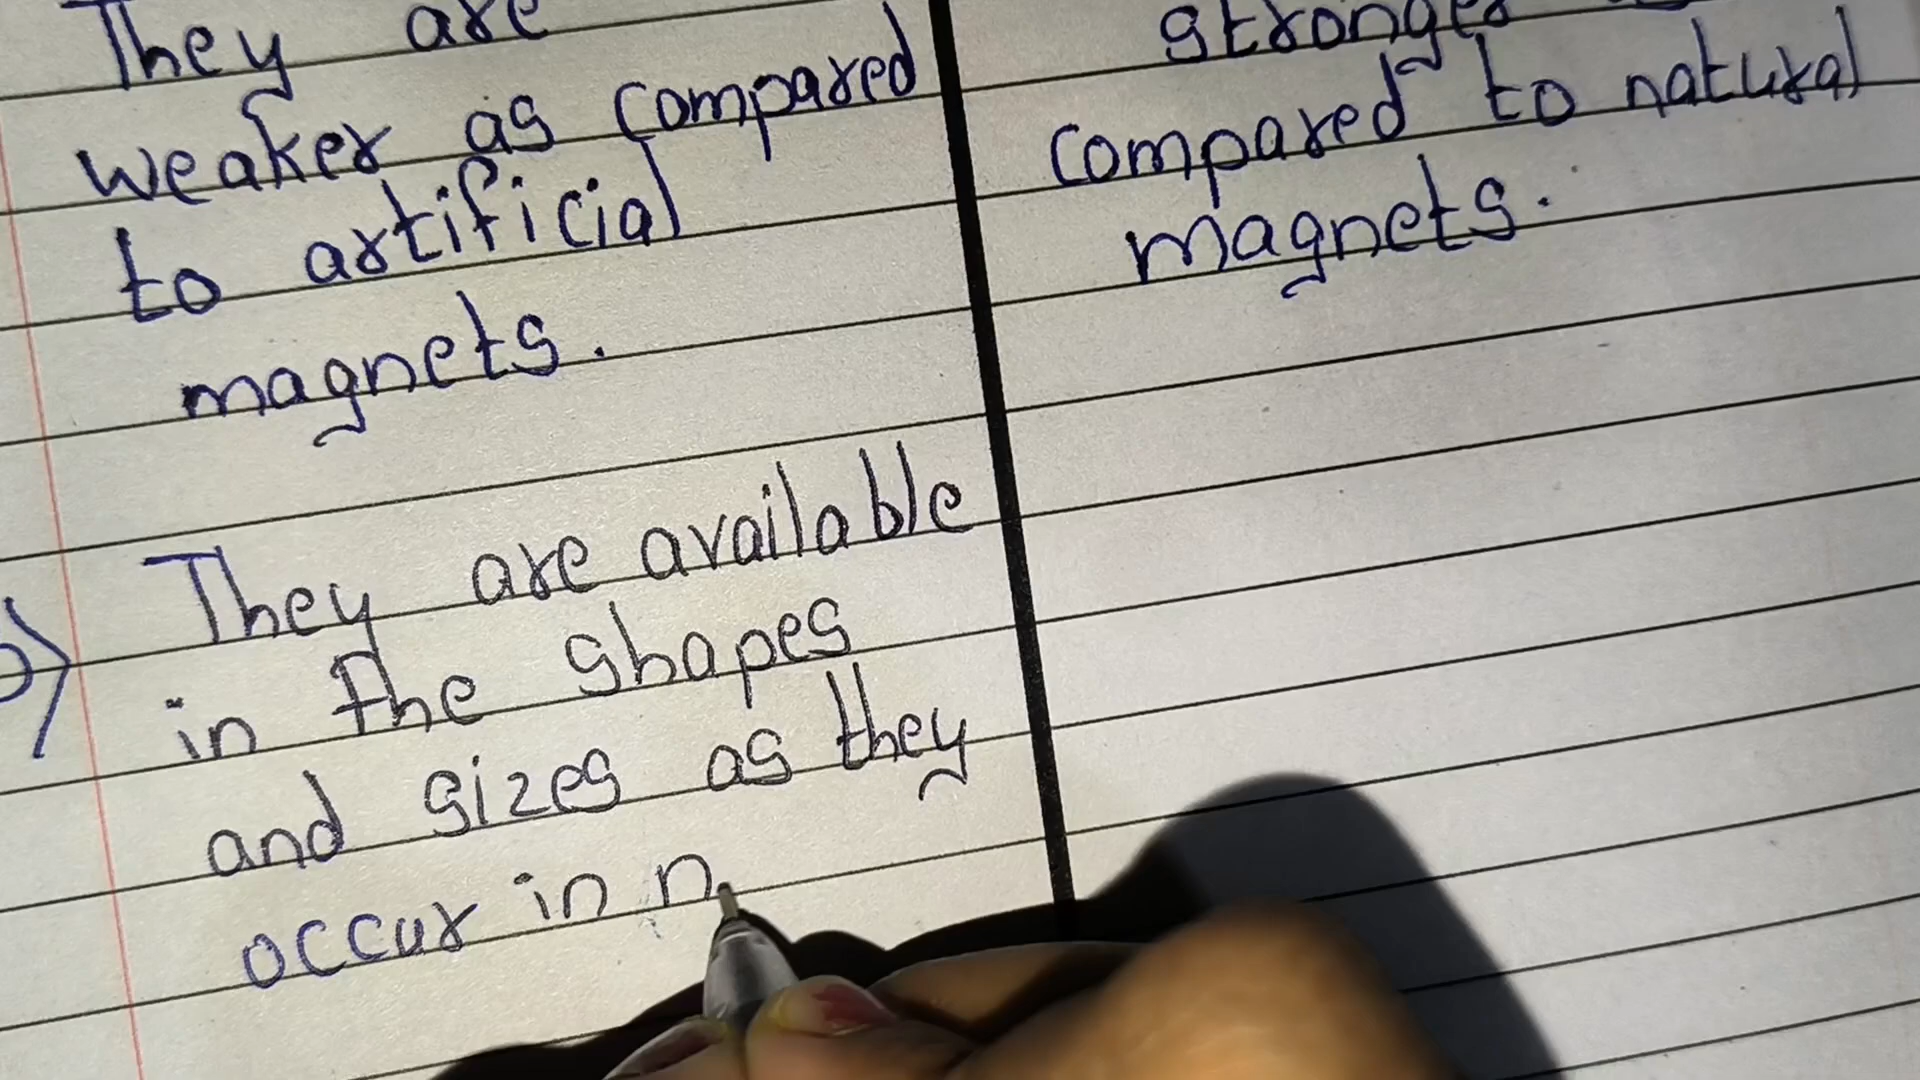 They are
weaker as compared
to artificial
magnets.
They are available
in the shapes
and sizes as they
occur in n
stronger
compared to natural
magnets.